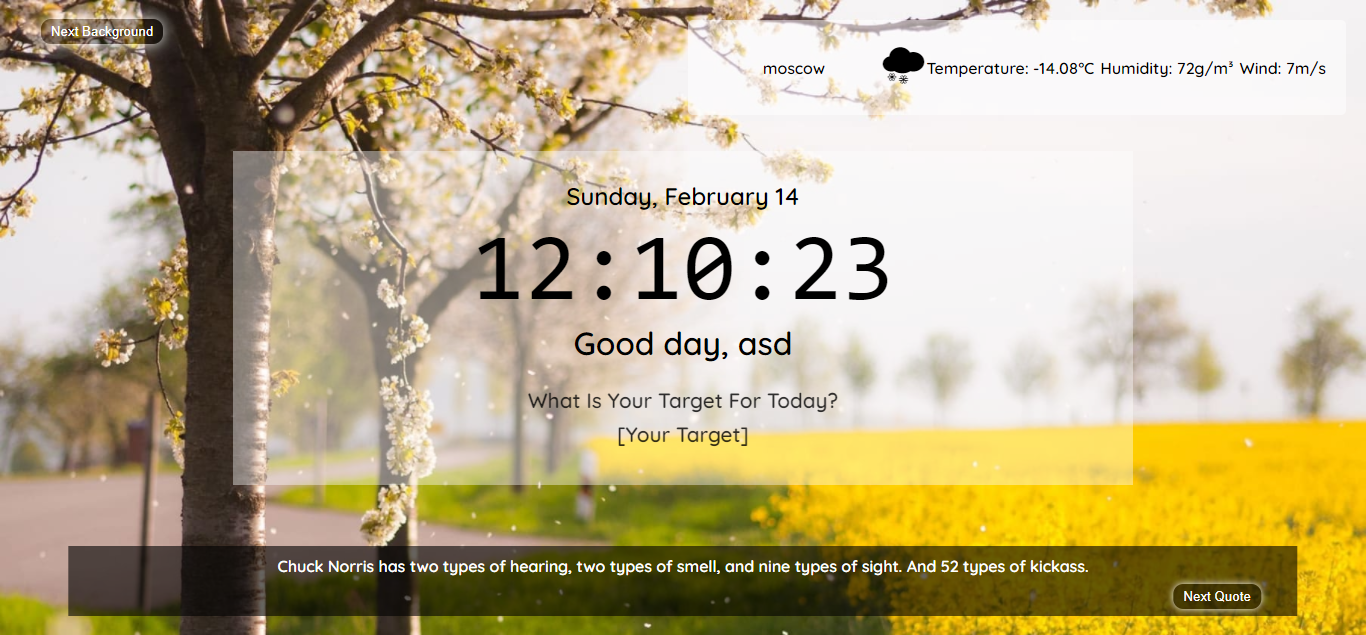 Next Background
moscow
Temperature: -14.08°C Humidity: 72g/m³ Wind: 7m/s
Sunday, February 14
12:10:23
Good day, asd
What Is Your Target For Today?
[Your Target]
Chuck Norris has two types of hearing, two types of smell, and nine types of sight. And 52 types of kickass.
Next Quote